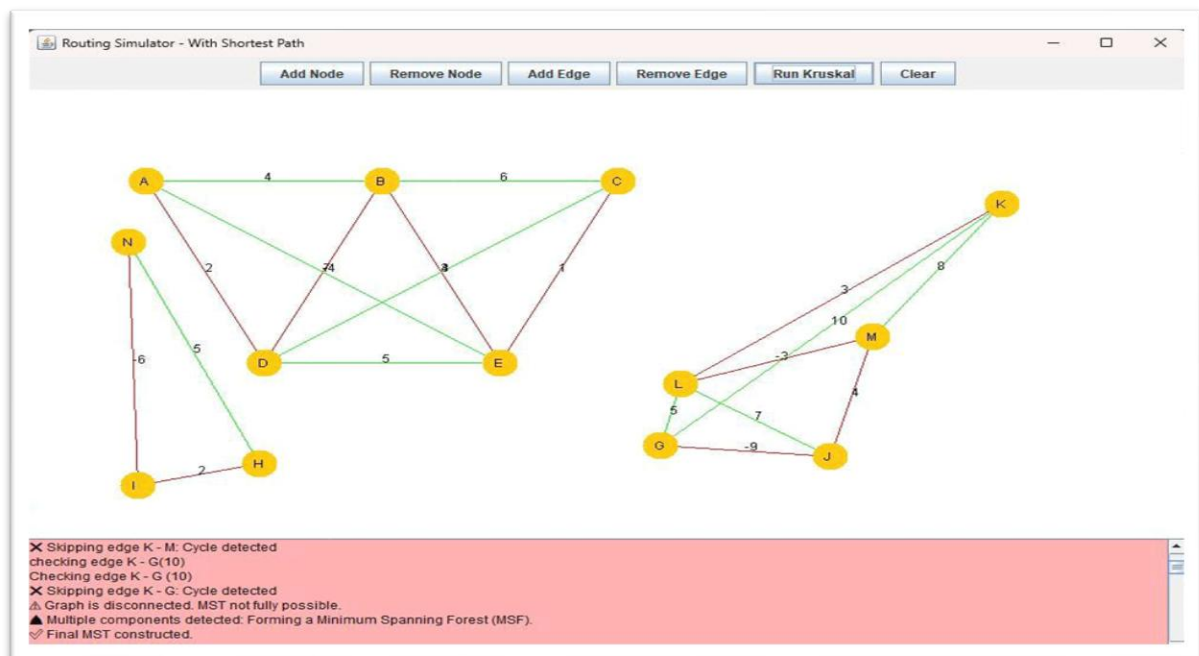 Routing Simulator - With Shortest Path
Add Node Remove Node Add Edge Remove Edge Run Kruskal Clear
A 4 B 6 C
K
N
2 1 8
3
10
-6 5 M
D 5 E -3
L
5 7 4
G -9 J
H
2
I
✕ Skipping edge K - M: Cycle detected
checking edge K - G(10)
Checking edge K - G (10)
✕ Skipping edge K - G: Cycle detected
⚠ Graph is disconnected. MST not fully possible.
▲ Multiple components detected: Forming a Minimum Spanning Forest (MSF).
✓ Final MST constructed.